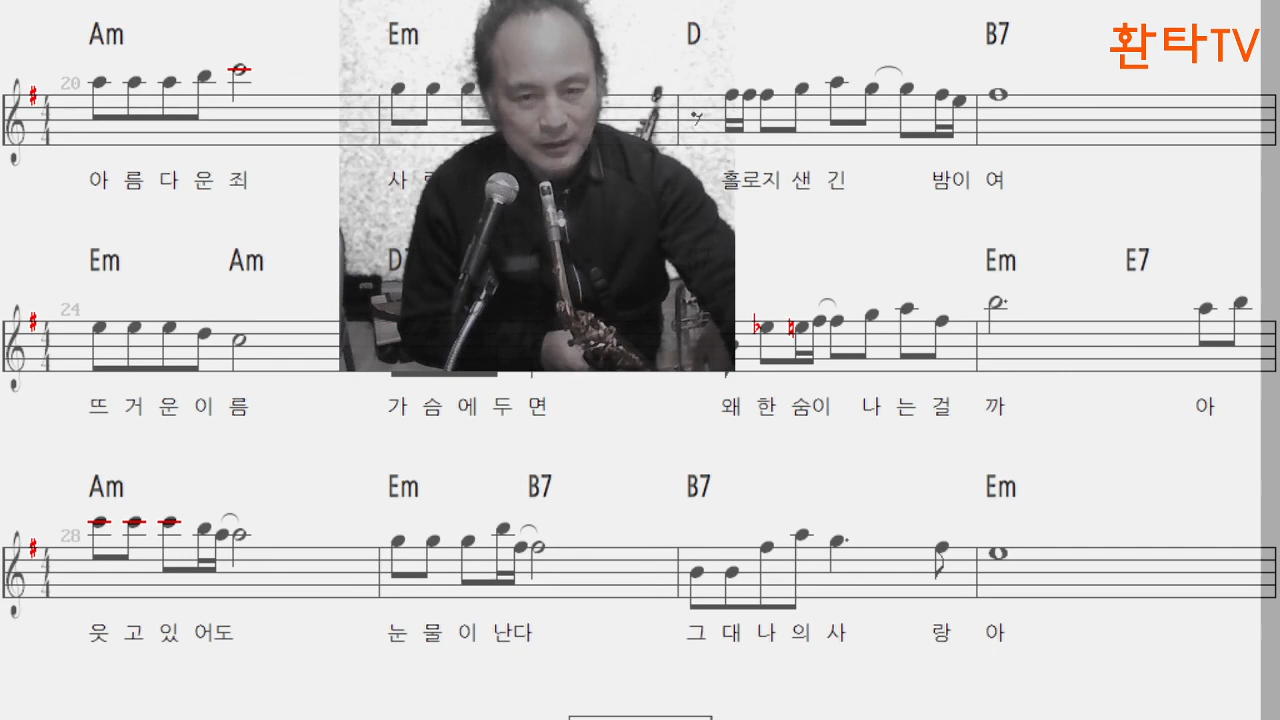 환타TV
Am Em D B7
20
아 름 다 운 죄 사 홀로지 샌 긴 밤이 여
Em Am Em E7
24
뜨 거 운 이 름 가 슴 에 두 면 왜 한 숨이 나 는 걸 까 아
Am Em B7 B7 Em
28
웃 고 있 어도 눈 물 이 난다 그 대 나 의 사 랑 아